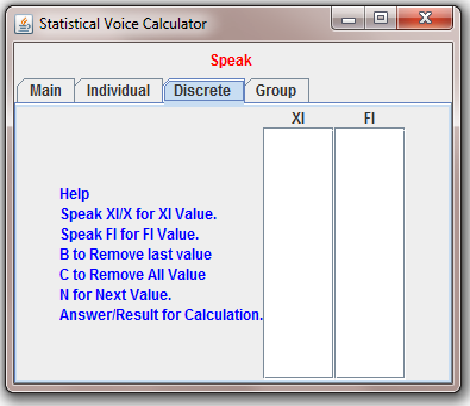 Statistical Voice Calculator
Speak
Main Individual Discrete Group
XI FI
Help
Speak XI/X for XI Value.
Speak FI for FI Value.
B to Remove last value
C to Remove All Value
N for Next Value.
Answer/Result for Calculation.